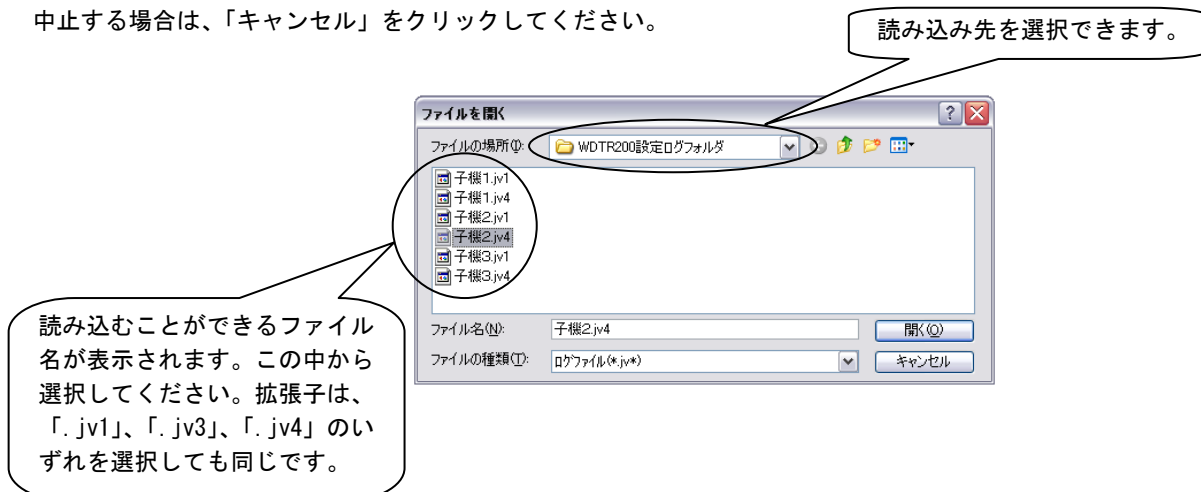 中止する場合は、「キャンセル」をクリックしてください。
読み込み先を選択できます。
ファイルを開く
ファイルの場所(I):
WDTR200設定ログフォルダ
子機1.jv1
子機1.jv4
子機2.jv1
子機2.jv4
子機3.jv1
子機3.jv4
ファイル名(N):
子機2.jv4
開く(O)
ファイルの種類(T):
ログファイル(*.jv*)
キャンセル
読み込むことができるファイル
名が表示されます。この中から
選択してください。拡張子は、
「.jv1」、「.jv3」、「.jv4」のい
ずれを選択しても同じです。